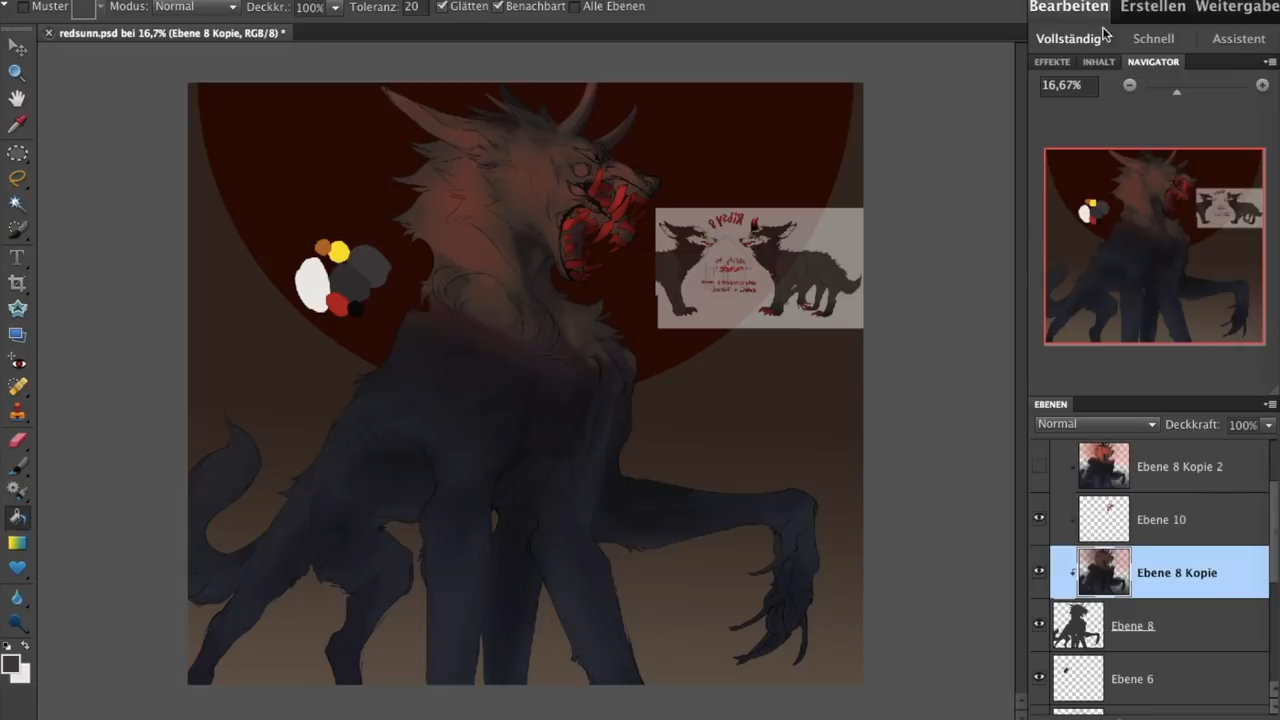 Muster Modus: Normal Deckkr.: 100% Toleranz: 20 Glätten Benachbart Alle Ebenen
Bearbeiten Erstellen Weitergabe
redsunn.psd bei 16,7% (Ebene 8 Kopie, RGB/8) *
Vollständig Schnell Assistent
EFFEKTE INHALT NAVIGATOR
16,67%
EBENEN
Normal Deckkraft: 100%
Ebene 8 Kopie 2
Ebene 10
Ebene 8 Kopie
Ebene 8
Ebene 6